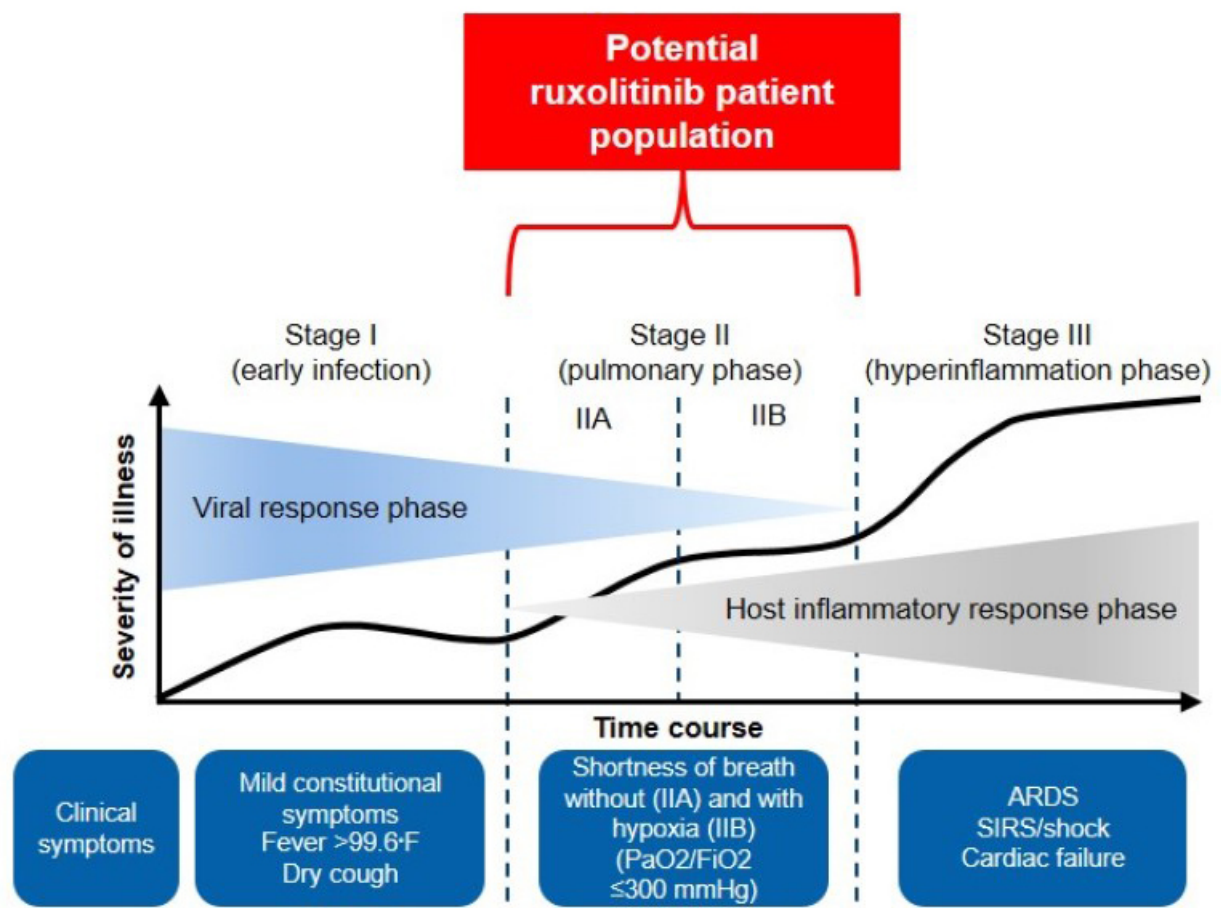 Potential
ruxolitinib patient
population
Stage I
(early infection)
Stage II
(pulmonary phase)
Stage III
(hyperinflammation phase)
IIA
IIB
Severity of illness
Viral response phase
Host inflammatory response phase
Time course
Clinical
symptoms
Mild constitutional
symptoms
Fever >99.6°F
Dry cough
Shortness of breath
without (IIA) and with
hypoxia (IIB)
(PaO2/FiO2
≤300 mmHg)
ARDS
SIRS/shock
Cardiac failure